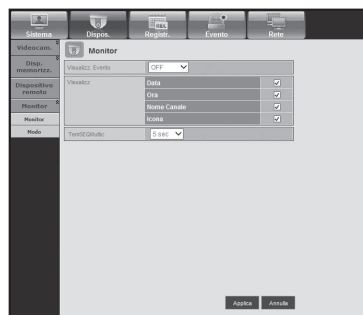 Sistema Dispos. Registr. Evento Rete
Videocam.
Disp. memorizz.
Dispositivo remoto
Monitor
Monitor
Modo
Monitor
Visualizz. Evento OFF
Visualizz Data
Ora
Nome Canale
Icona
TemSEQMultic 5 sec
Applica Annulla